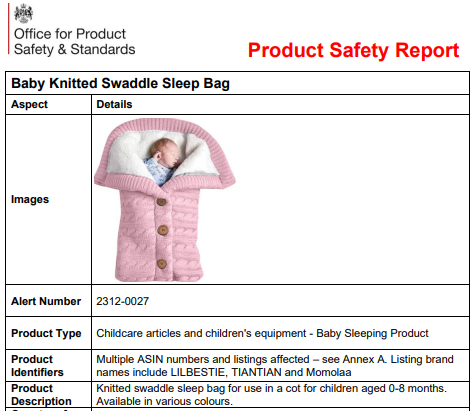 Office for Product
Safety & Standards
Product Safety Report
Baby Knitted Swaddle Sleep Bag
Aspect Details
Images
Alert Number 2312-0027
Product Type Childcare articles and children's equipment - Baby Sleeping Product
Product Identifiers Multiple ASIN numbers and listings affected – see Annex A. Listing brand
names include LILBESTIE, TIANTIAN and Momolaa
Product Description Knitted swaddle sleep bag for use in a cot for children aged 0-8 months.
Available in various colours.